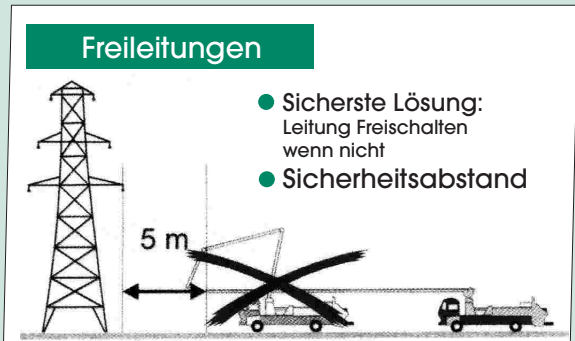 Freileitungen
● Sicherste Lösung:
Leitung Freischalten
wenn nicht
● Sicherheitsabstand
5 m